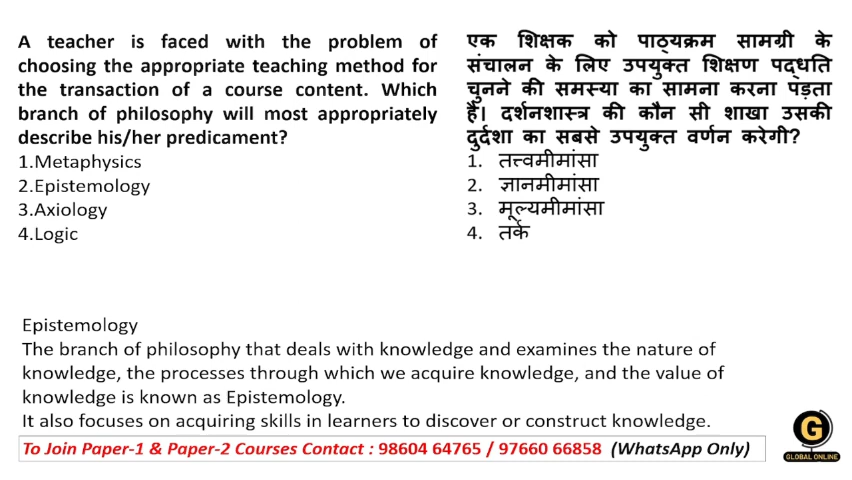 A teacher is faced with the problem of
choosing the appropriate teaching method for
the transaction of a course content. Which
branch of philosophy will most appropriately
describe his/her predicament?
1.Metaphysics
2.Epistemology
3.Axiology
4.Logic
एक शिक्षक को पाठ्यक्रम सामग्री के
संचालन के लिए उपयुक्त शिक्षण पद्धति
चुनने की समस्या का सामना करना पड़ता
है। दर्शनशास्त्र की कौन सी शाखा उसकी
दुर्दशा का सबसे उपयुक्त वर्णन करेगी?
1. तत्त्वमीमांसा
2. ज्ञानमीमांसा
3. मूल्यमीमांसा
4. तर्क
Epistemology
The branch of philosophy that deals with knowledge and examines the nature of
knowledge, the processes through which we acquire knowledge, and the value of
knowledge is known as Epistemology.
It also focuses on acquiring skills in learners to discover or construct knowledge.
To Join Paper-1 & Paper-2 Courses Contact : 98604 64765 / 97660 66858 (WhatsApp Only)
G
GLOBAL ONLINE